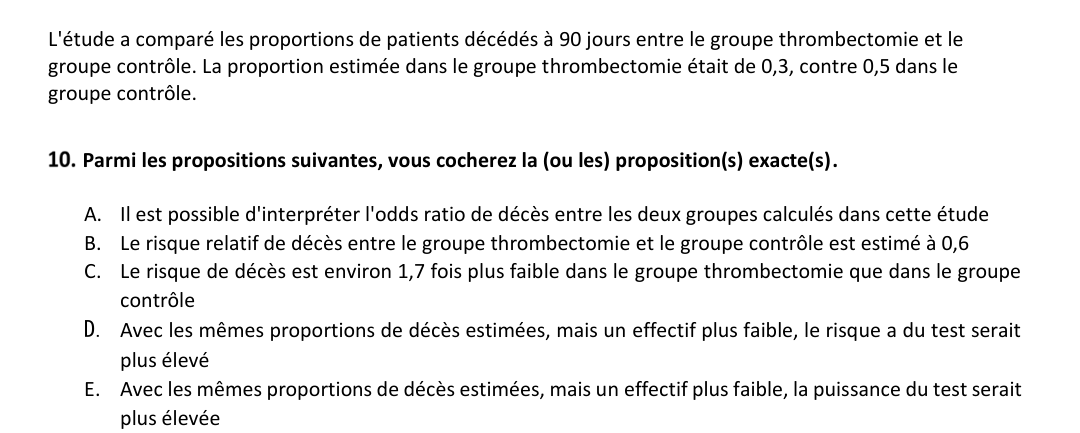 L'étude a comparé les proportions de patients décédés à 90 jours entre le groupe thrombectomie et le
groupe contrôle. La proportion estimée dans le groupe thrombectomie était de 0,3, contre 0,5 dans le
groupe contrôle.
10. Parmi les propositions suivantes, vous cocherez la (ou les) proposition(s) exacte(s).
A. Il est possible d'interpréter l'odds ratio de décès entre les deux groupes calculés dans cette étude
B. Le risque relatif de décès entre le groupe thrombectomie et le groupe contrôle est estimé à 0,6
C. Le risque de décès est environ 1,7 fois plus faible dans le groupe thrombectomie que dans le groupe
contrôle
D. Avec les mêmes proportions de décès estimées, mais un effectif plus faible, le risque a du test serait
plus élevé
E. Avec les mêmes proportions de décès estimées, mais un effectif plus faible, la puissance du test serait
plus élevée